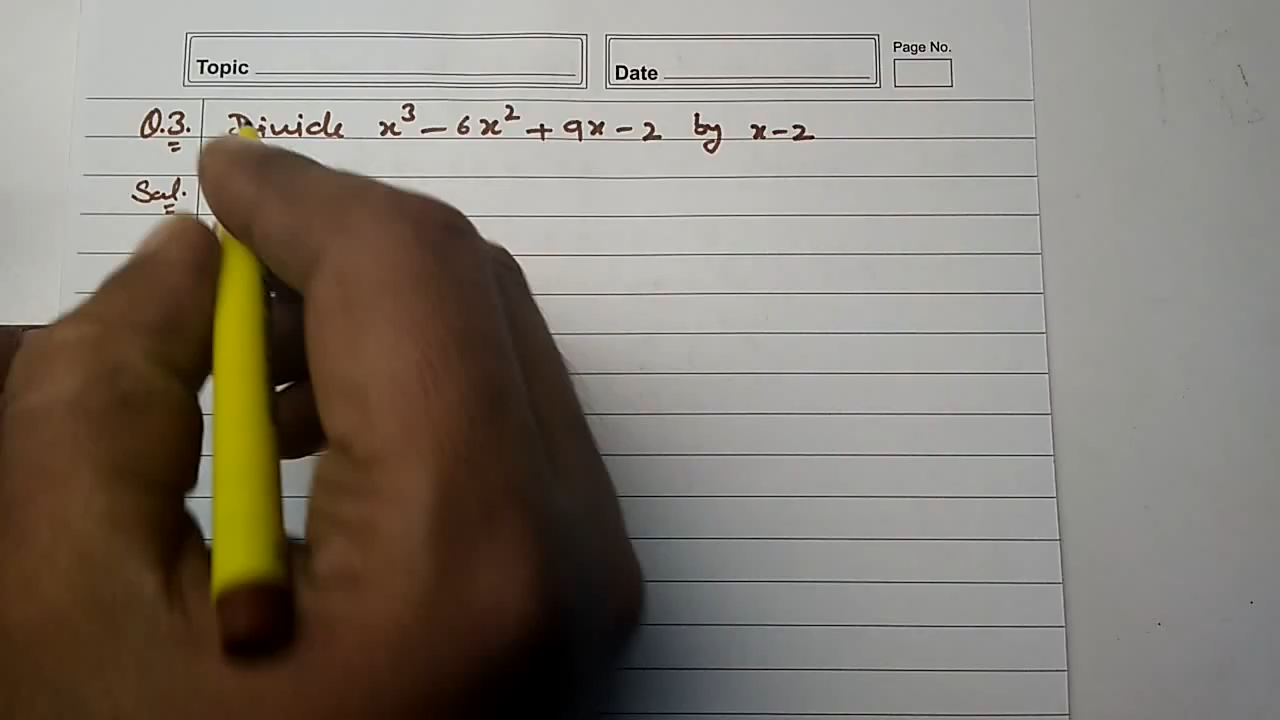 Topic
Date
Page No.
Q.3. Divide x³ - 6x² + 9x - 2 by x-2
Sol.